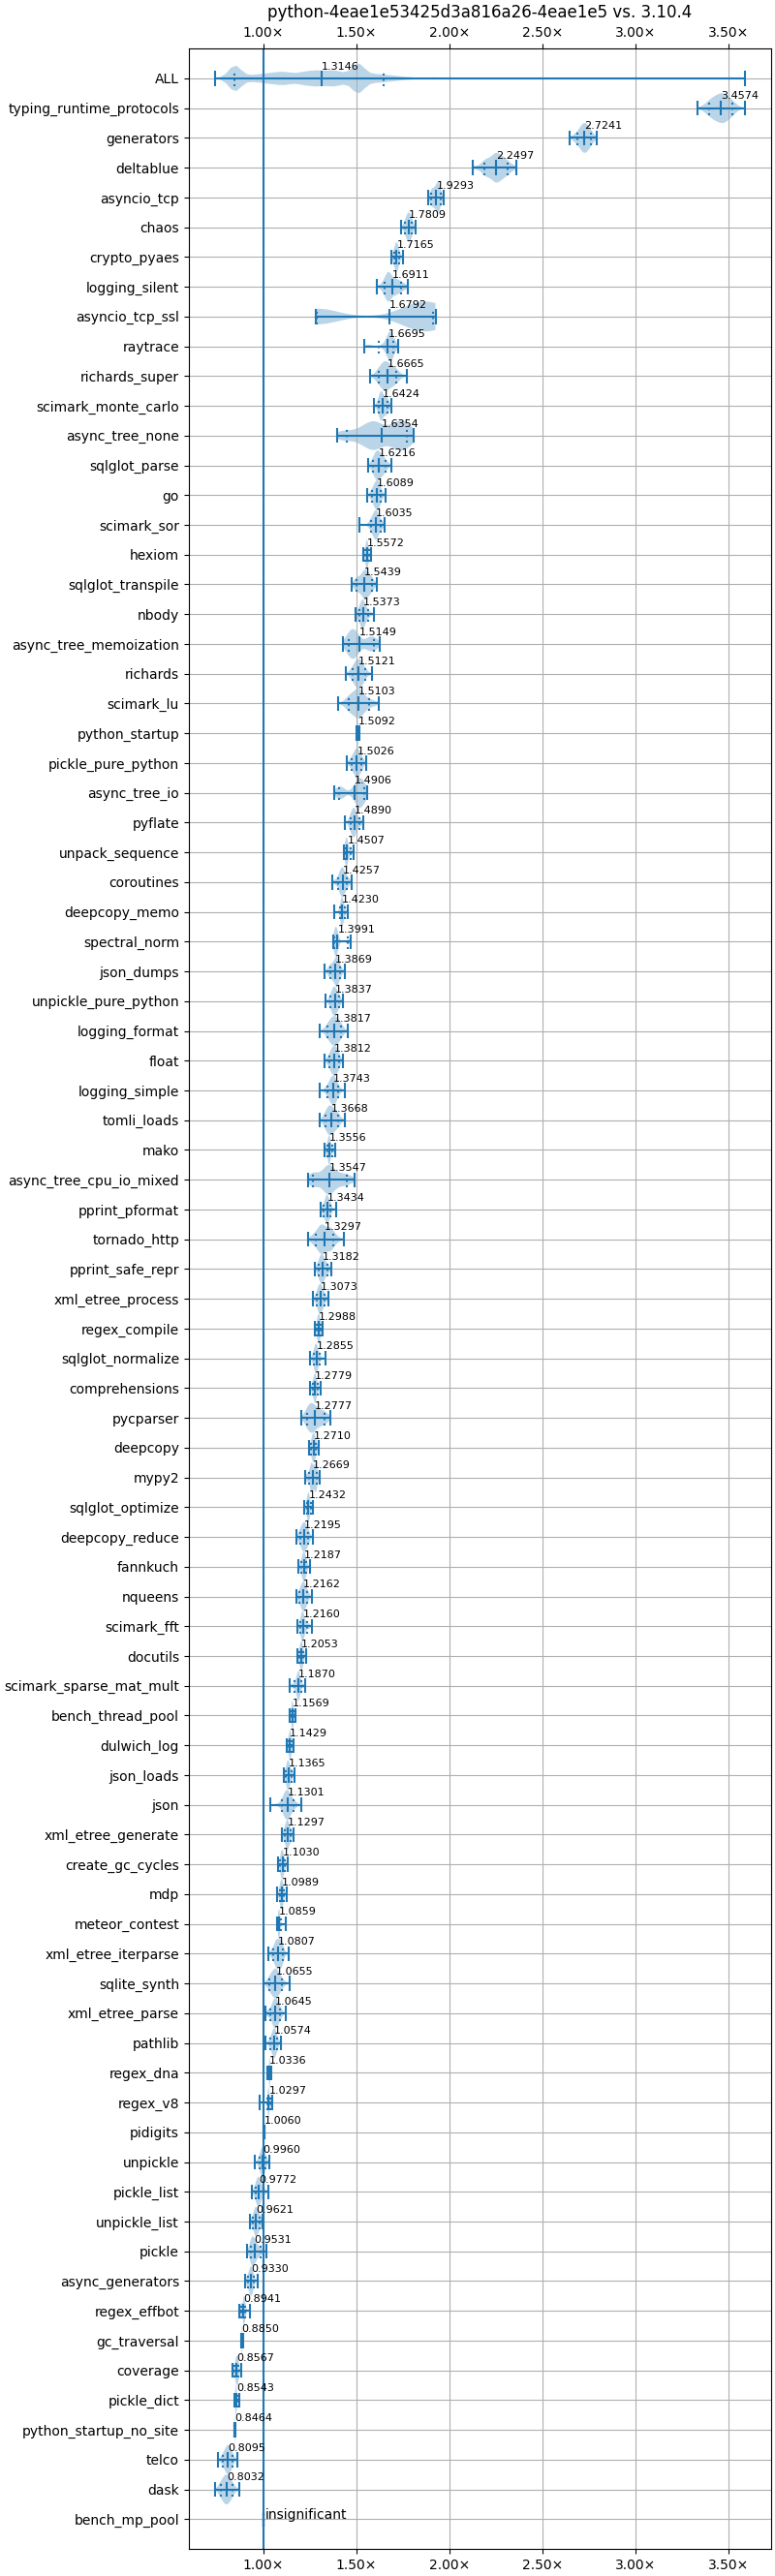 python-4eae1e53425d3a816a26-4eae1e5 vs. 3.10.4
1.00× 1.50× 2.00× 2.50× 3.00× 3.50×
ALL 1.3146
typing_runtime_protocols 3.4574
generators 2.7241
deltablue 2.2497
asyncio_tcp 1.9293
chaos 1.7809
crypto_pyaes 1.7165
logging_silent 1.6911
asyncio_tcp_ssl 1.6792
raytrace 1.6695
richards_super 1.6665
scimark_monte_carlo 1.6424
async_tree_none 1.6354
sqlglot_parse 1.6216
go 1.6089
scimark_sor 1.6035
hexiom 1.5572
sqlglot_transpile 1.5439
nbody 1.5373
async_tree_memoization 1.5149
richards 1.5121
scimark_lu 1.5103
python_startup 1.5092
pickle_pure_python 1.5026
async_tree_io 1.4906
pyflate 1.4890
unpack_sequence 1.4507
coroutines 1.4257
deepcopy_memo 1.4230
spectral_norm 1.3991
json_dumps 1.3869
unpickle_pure_python 1.3837
logging_format 1.3817
float 1.3812
logging_simple 1.3743
tomli_loads 1.3668
mako 1.3556
async_tree_cpu_io_mixed 1.3547
pprint_pformat 1.3434
tornado_http 1.3297
pprint_safe_repr 1.3182
xml_etree_process 1.3073
regex_compile 1.2988
sqlglot_normalize 1.2855
comprehensions 1.2779
pycparser 1.2777
deepcopy 1.2710
mypy2 1.2669
sqlglot_optimize 1.2432
deepcopy_reduce 1.2195
fannkuch 1.2187
nqueens 1.2162
scimark_fft 1.2160
docutils 1.2053
scimark_sparse_mat_mult 1.1870
bench_thread_pool 1.1569
dulwich_log 1.1429
json_loads 1.1365
json 1.1301
xml_etree_generate 1.1297
create_gc_cycles 1.1030
mdp 1.0989
meteor_contest 1.0859
xml_etree_iterparse 1.0807
sqlite_synth 1.0655
xml_etree_parse 1.0645
pathlib 1.0574
regex_dna 1.0336
regex_v8 1.0297
pidigits 1.0060
unpickle 0.9960
pickle_list 0.9772
unpickle_list 0.9621
pickle 0.9531
async_generators 0.9330
regex_effbot 0.8941
gc_traversal 0.8850
coverage 0.8567
pickle_dict 0.8543
python_startup_no_site 0.8464
telco 0.8095
dask 0.8032
bench_mp_pool insignificant
1.00× 1.50× 2.00× 2.50× 3.00× 3.50×